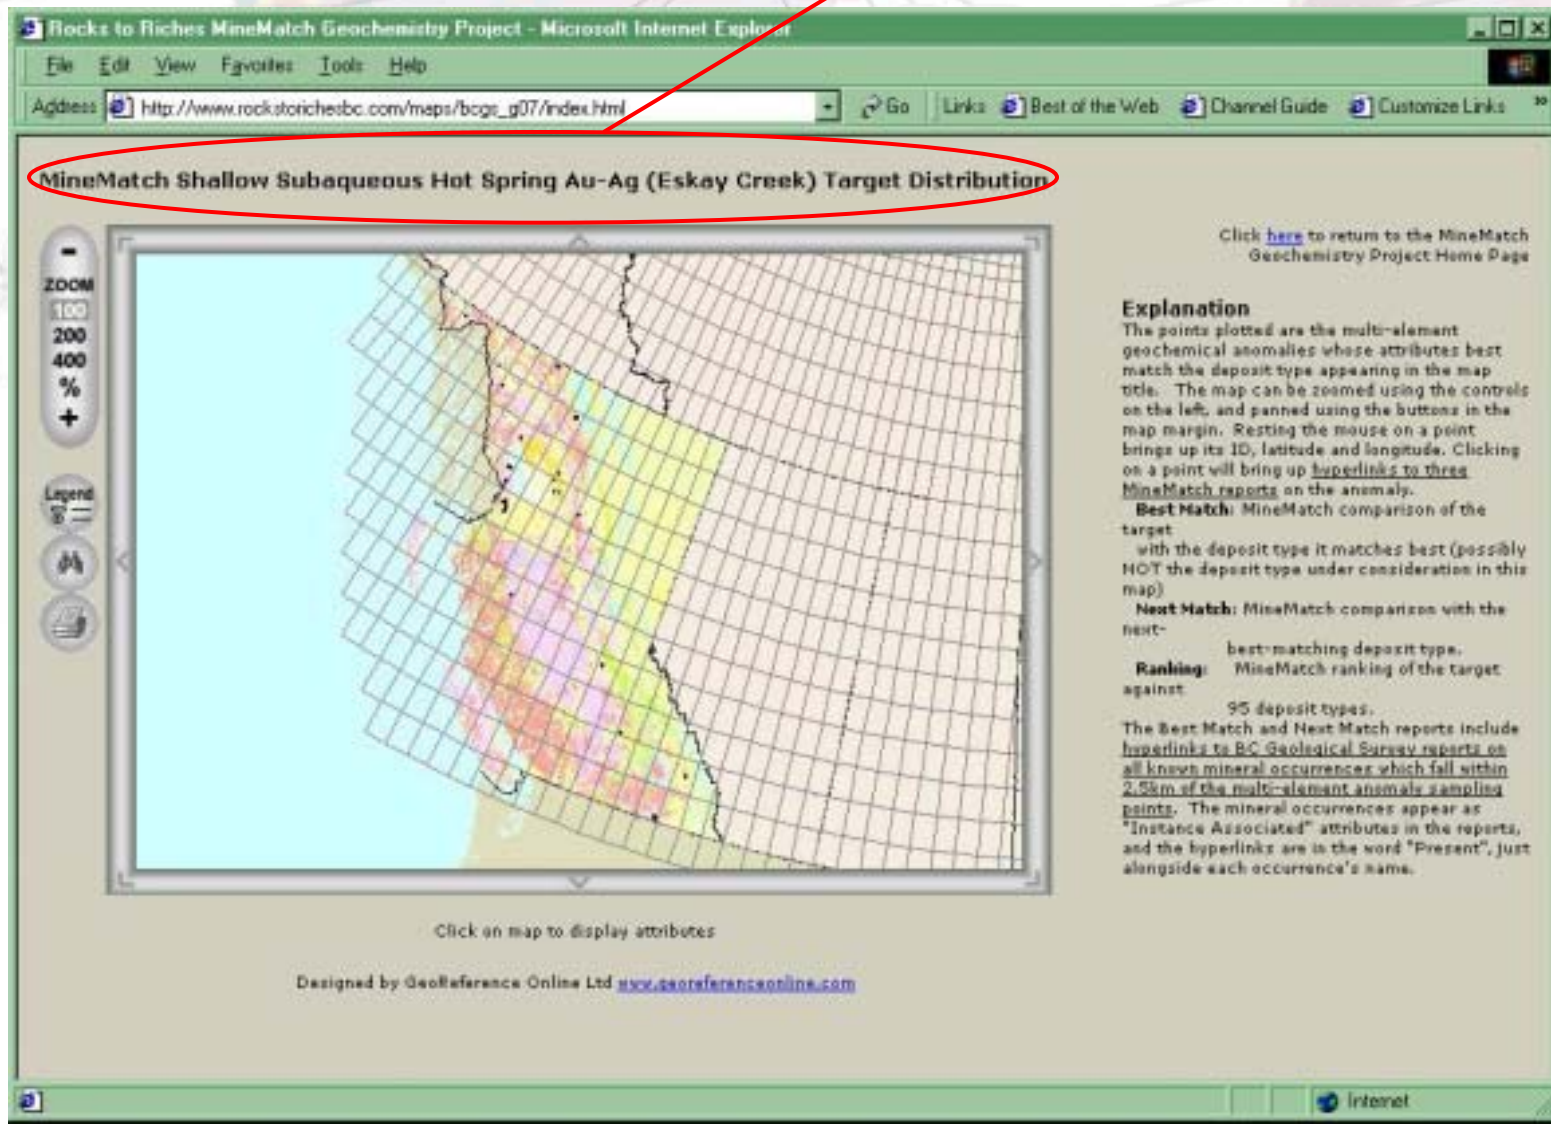 Rocks to Riches MineMatch Geochemistry Project - Microsoft Internet Explorer
File Edit View Favorites Tools Help
Address http://www.rockstorichesbc.com/maps/bcgs_g07/index.html Go Links Best of the Web Channel Guide Customize Links »
MineMatch Shallow Subaqueous Hot Spring Au-Ag (Eskay Creek) Target Distribution
-
ZOOM
100
200
400
%
+
Legend
Click here to return to the MineMatch
Geochemistry Project Home Page
Explanation
The points plotted are the multi-element
geochemical anomalies whose attributes best
match the deposit type appearing in the map
title. The map can be zoomed using the controls
on the left, and panned using the buttons in the
map margin. Resting the mouse on a point
brings up its ID, latitude and longitude. Clicking
on a point will bring up hyperlinks to three
MineMatch reports on the anomaly.
Best Match: MineMatch comparison of the
target
with the deposit type it matches best (possibly
NOT the deposit type under consideration in this
map)
Next Match: MineMatch comparison with the
next-
best-matching deposit type.
Ranking: MineMatch ranking of the target
against
95 deposit types.
The Best Match and Next Match reports include
hyperlinks to BC Geological Survey reports on
all known mineral occurrences which fall within
2.5km of the multi-element anomaly sampling
points. The mineral occurrences appear as
"Instance Associated" attributes in the reports,
and the hyperlinks are in the word "Present", just
alongside each occurrence's name.
Click on map to display attributes
Designed by GeoReference Online Ltd www.georeferenceonline.com
Internet